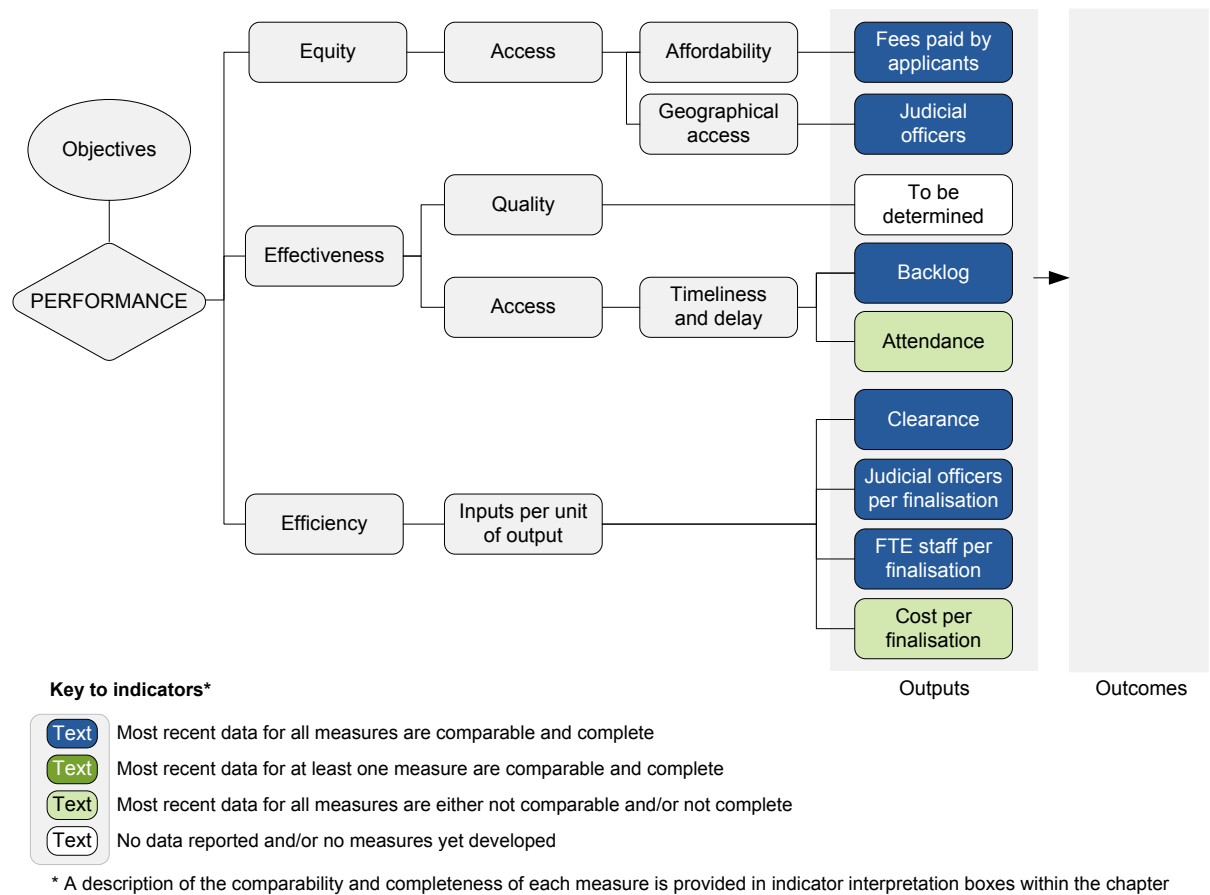 Equity
Access
Affordability
Fees paid by
applicants
Geographical
access
Judicial
officers
Objectives
PERFORMANCE
Effectiveness
Quality
To be
determined
Access
Timeliness
and delay
Backlog
Attendance
Efficiency
Inputs per unit
of output
Clearance
Judicial officers
per finalisation
FTE staff per
finalisation
Cost per
finalisation
Outputs
Outcomes
Key to indicators*
Text Most recent data for all measures are comparable and complete
Text Most recent data for at least one measure are comparable and complete
Text Most recent data for all measures are either not comparable and/or not complete
Text No data reported and/or no measures yet developed
* A description of the comparability and completeness of each measure is provided in indicator interpretation boxes within the chapter